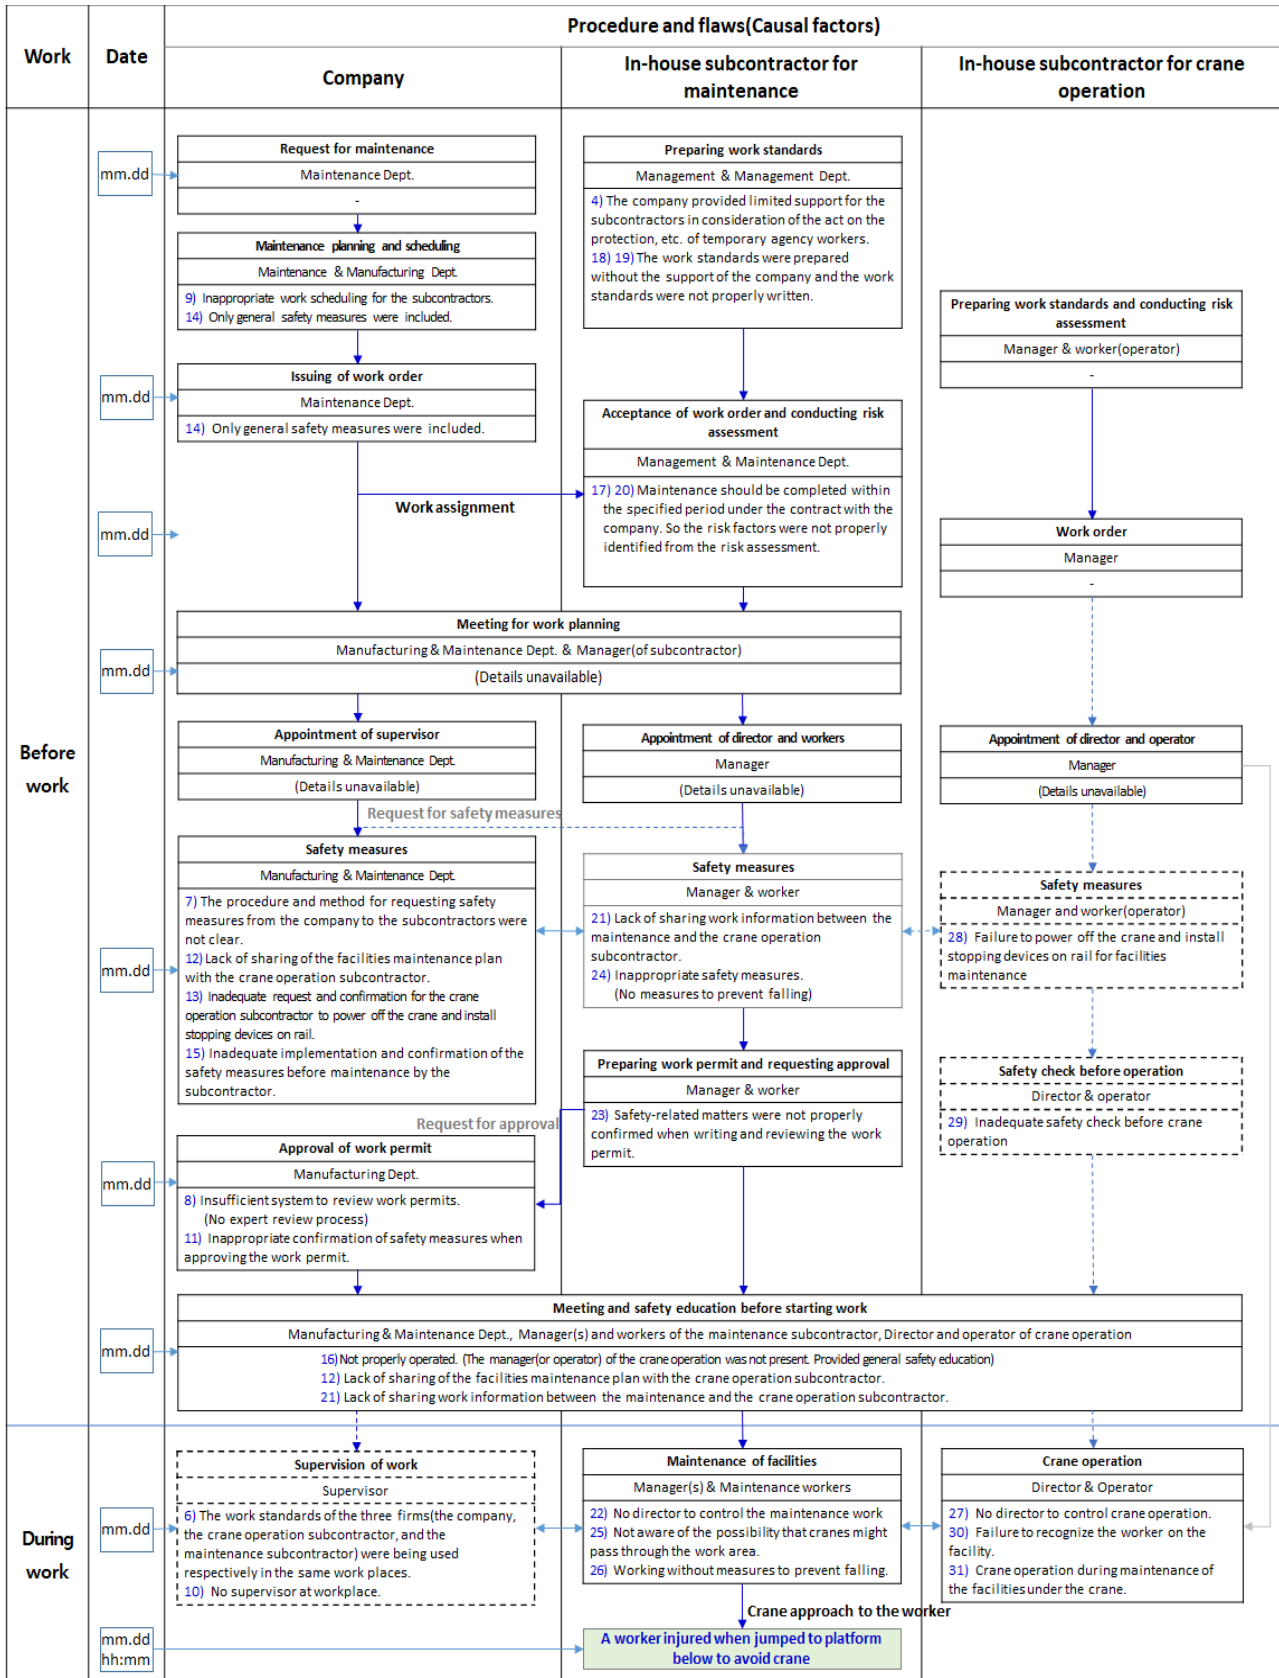 Procedure and flaws(Causal factors)
Work
Date
Company
In-house subcontractor for
maintenance
In-house subcontractor for crane
operation
Before
work
mm.dd
Request for maintenance
Maintenance Dept.
-
Maintenance planning and scheduling
Maintenance & Manufacturing Dept.
9) Inappropriate work scheduling for the subcontractors.
14) Only general safety measures were included.
Preparing work standards
Management & Management Dept.
4) The company provided limited support for the
subcontractors in consideration of the act on the
protection, etc. of temporary agency workers.
18) 19) The work standards were prepared
without the support of the company and the work
standards were not properly written.
Preparing work standards and conducting risk
assessment
Manager & worker(operator)
-
mm.dd
Issuing of work order
Maintenance Dept.
14) Only general safety measures were included.
Work assignment
Acceptance of work order and conducting risk
assessment
Management & Maintenance Dept.
17) 20) Maintenance should be completed within
the specified period under the contract with the
company. So the risk factors were not properly
identified from the risk assessment.
mm.dd
Work order
Manager
-
mm.dd
Meeting for work planning
Manufacturing & Maintenance Dept. & Manager(of subcontractor)
(Details unavailable)
Appointment of supervisor
Manufacturing & Maintenance Dept.
(Details unavailable)
Appointment of director and workers
Manager
(Details unavailable)
Appointment of director and operator
Manager
(Details unavailable)
Request for safety measures
mm.dd
Safety measures
Manufacturing & Maintenance Dept.
7) The procedure and method for requesting safety
measures from the company to the subcontractors were
not clear.
12) Lack of sharing of the facilities maintenance plan
with the crane operation subcontractor.
13) Inadequate request and confirmation for the crane
operation subcontractor to power off the crane and install
stopping devices on rail.
15) Inadequate implementation and confirmation of the
safety measures before maintenance by the
subcontractor.
Safety measures
Manager & worker
21) Lack of sharing work information between the
maintenance and the crane operation
subcontractor.
24) Inappropriate safety measures.
(No measures to prevent falling)
Safety measures
Manager and worker(operator)
28) Failure to power off the crane and install
stopping devices on rail for facilities
maintenance
Preparing work permit and requesting approval
Manager & worker
23) Safety-related matters were not properly
confirmed when writing and reviewing the work
permit.
Safety check before operation
Director & operator
29) Inadequate safety check before crane
operation
Request for approval
mm.dd
Approval of work permit
Manufacturing Dept.
8) Insufficient system to review work permits.
(No expert review process)
11) Inappropriate confirmation of safety measures when
approving the work permit.
mm.dd
Meeting and safety education before starting work
Manufacturing & Maintenance Dept., Manager(s) and workers of the maintenance subcontractor, Director and operator of crane operation
16) Not properly operated. (The manager(or operator) of the crane operation was not present. Provided general safety education)
12) Lack of sharing of the facilities maintenance plan with the crane operation subcontractor.
21) Lack of sharing work information between the maintenance and the crane operation subcontractor.
During
work
mm.dd
Supervision of work
Supervisor
6) The work standards of the three firms(the company,
the crane operation subcontractor, and the
maintenance subcontractor) were being used
respectively in the same work places.
10) No supervisor at workplace.
Maintenance of facilities
Manager(s) & Maintenance workers
22) No director to control the maintenance work
25) Not aware of the possibility that cranes might
pass through the work area.
26) Working without measures to prevent falling.
Crane operation
Director & Operator
27) No director to control crane operation.
30) Failure to recognize the worker on the
facility.
31) Crane operation during maintenance of
the facilities under the crane.
Crane approach to the worker
mm.dd
hh:mm
A worker injured when jumped to platform
below to avoid crane